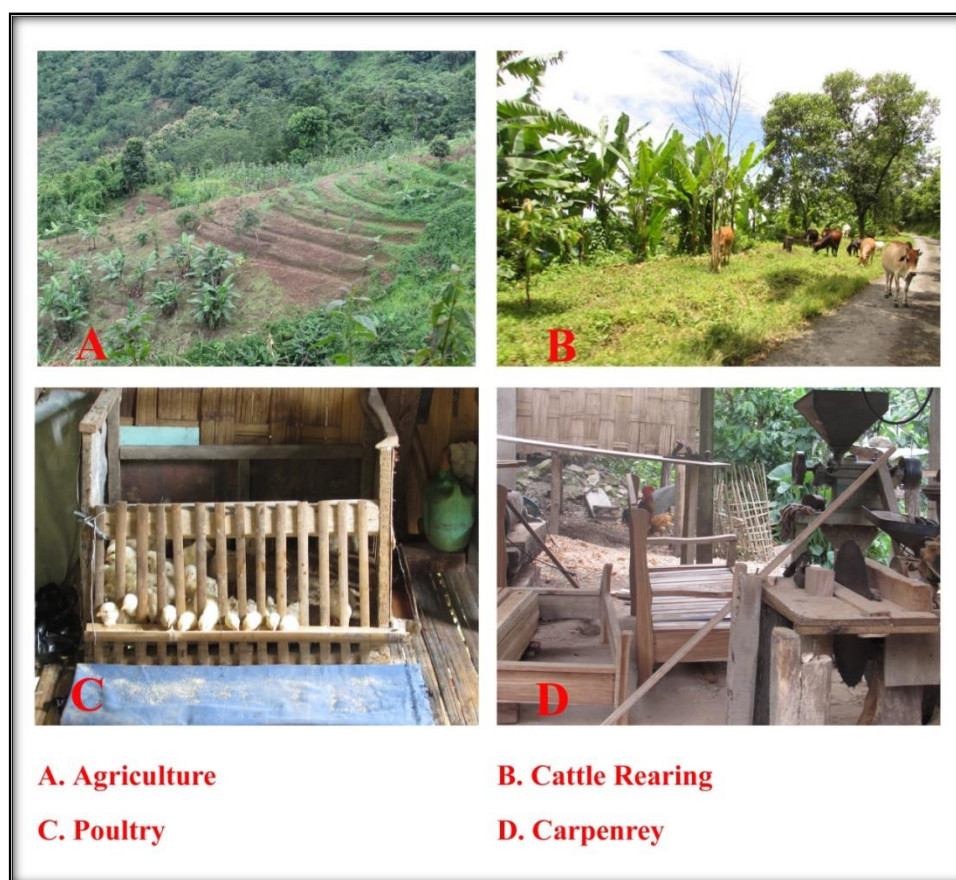 A
B
C
D
A. Agriculture
B. Cattle Rearing
C. Poultry
D. Carpenrey